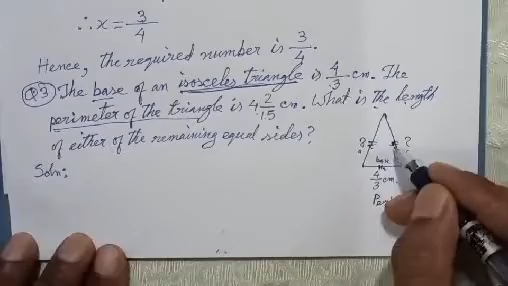 ∴ x = 3/4
Hence, the required number is 3/4.
Q3 The base of an isosceles triangle is 4/3 cm. The
perimeter of the triangle is 4 2/15 cm. What is the length
of either of the remaining equal sides?
Soln:
? ?
base
4/3 cm.